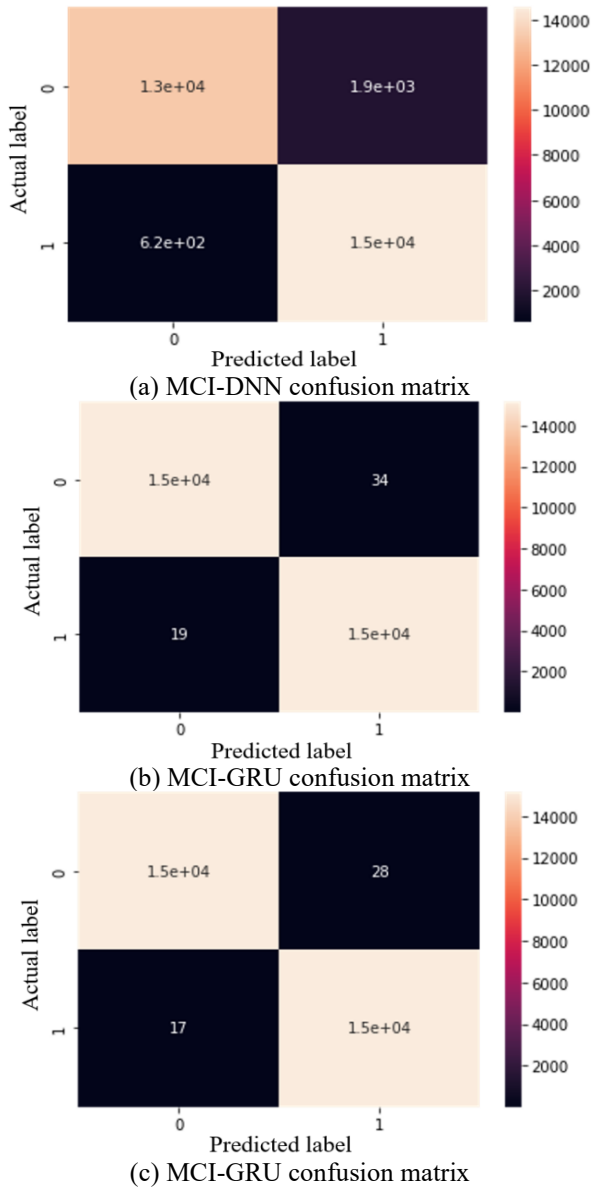 14000
0
1.3e+04
1.9e+03
12000
10000
Actual label
8000
6000
1
6.2e+02
1.5e+04
4000
2000
0
1
Predicted label
(a) MCI-DNN confusion matrix
14000
0
1.5e+04
34
12000
10000
Actual label
8000
6000
1
19
1.5e+04
4000
2000
0
1
Predicted label
(b) MCI-GRU confusion matrix
14000
0
1.5e+04
28
12000
10000
Actual label
8000
6000
1
17
1.5e+04
4000
2000
0
1
Predicted label
(c) MCI-GRU confusion matrix